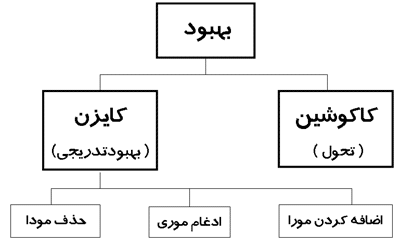 بهبود
کاکوشین
( تحول )
کایزن
( بهبودتدریجی )
اضافه کردن مورا
ادغام موری
حذف مودا